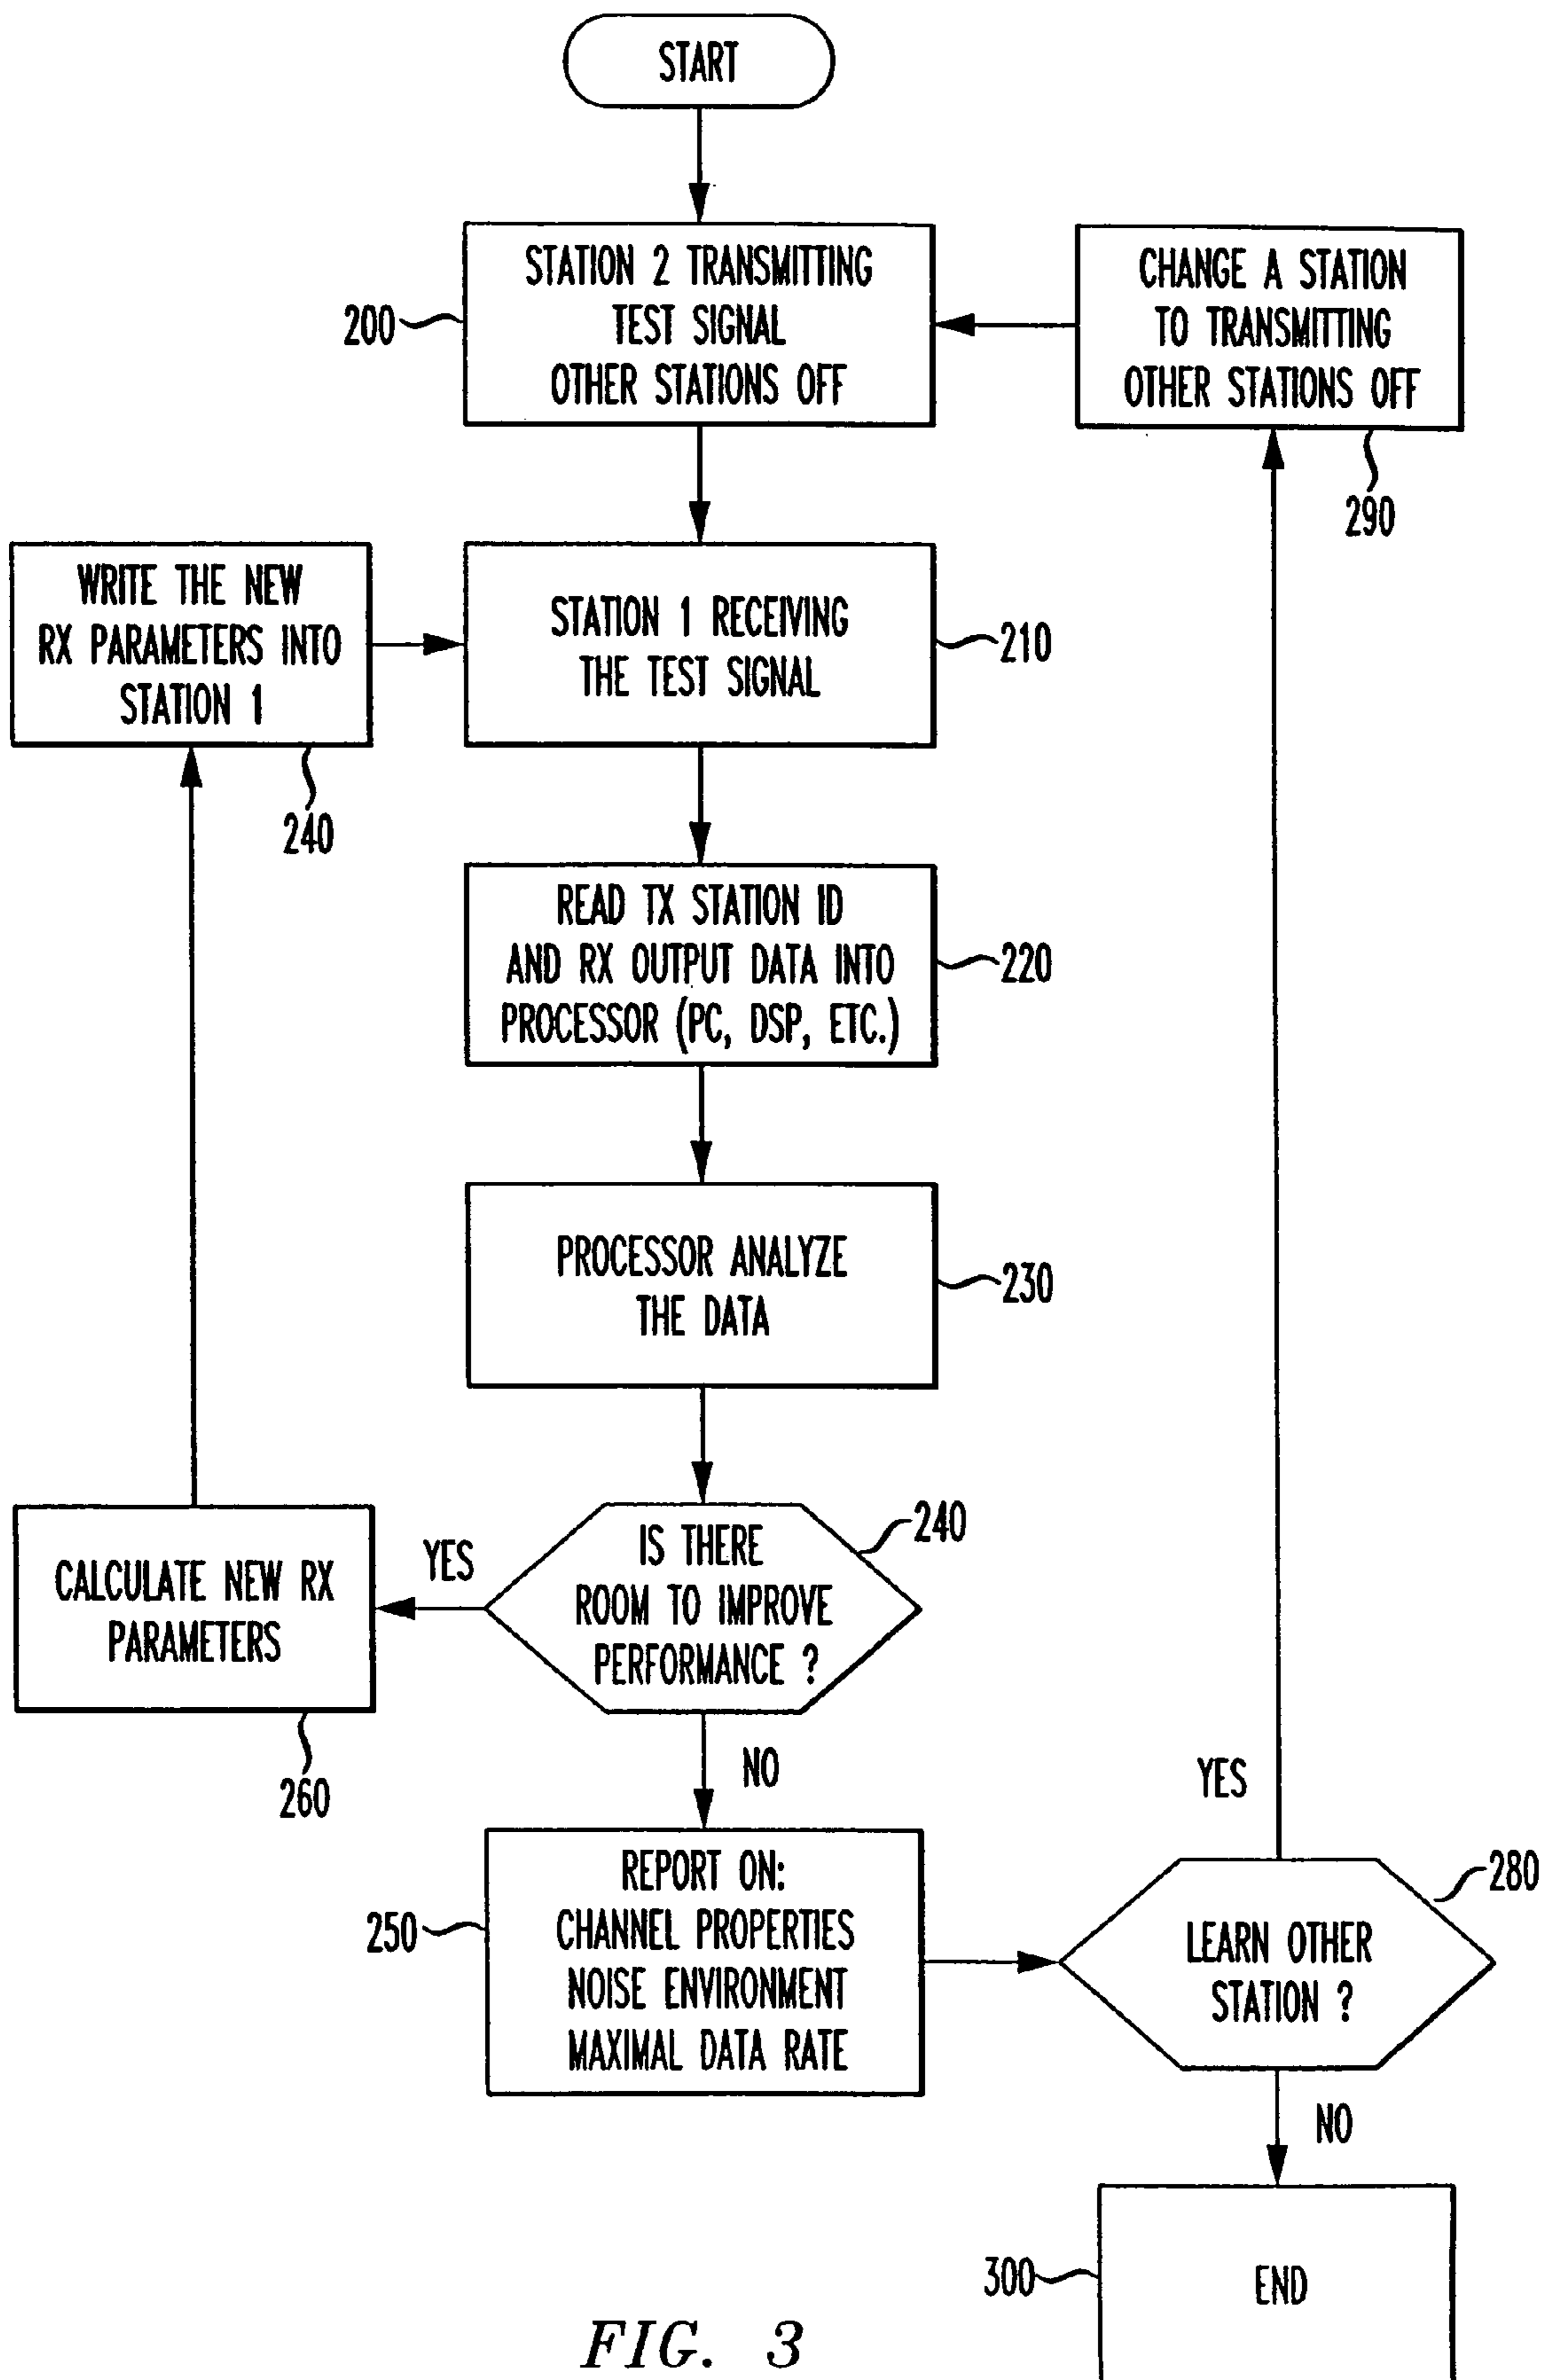 START
STATION 2 TRANSMITTING
TEST SIGNAL
OTHER STATIONS OFF
200
CHANGE A STATION
TO TRANSMITTING
OTHER STATIONS OFF
290
WRITE THE NEW
RX PARAMETERS INTO
STATION 1
240
STATION 1 RECEIVING
THE TEST SIGNAL
210
READ TX STATION ID
AND RX OUTPUT DATA INTO
PROCESSOR (PC, DSP, ETC.)
220
PROCESSOR ANALYZE
THE DATA
230
IS THERE
ROOM TO IMPROVE
PERFORMANCE ?
240
YES
CALCULATE NEW RX
PARAMETERS
260
NO
REPORT ON:
CHANNEL PROPERTIES
NOISE ENVIRONMENT
MAXIMAL DATA RATE
250
YES
LEARN OTHER
STATION ?
280
NO
END
300
FIG. 3